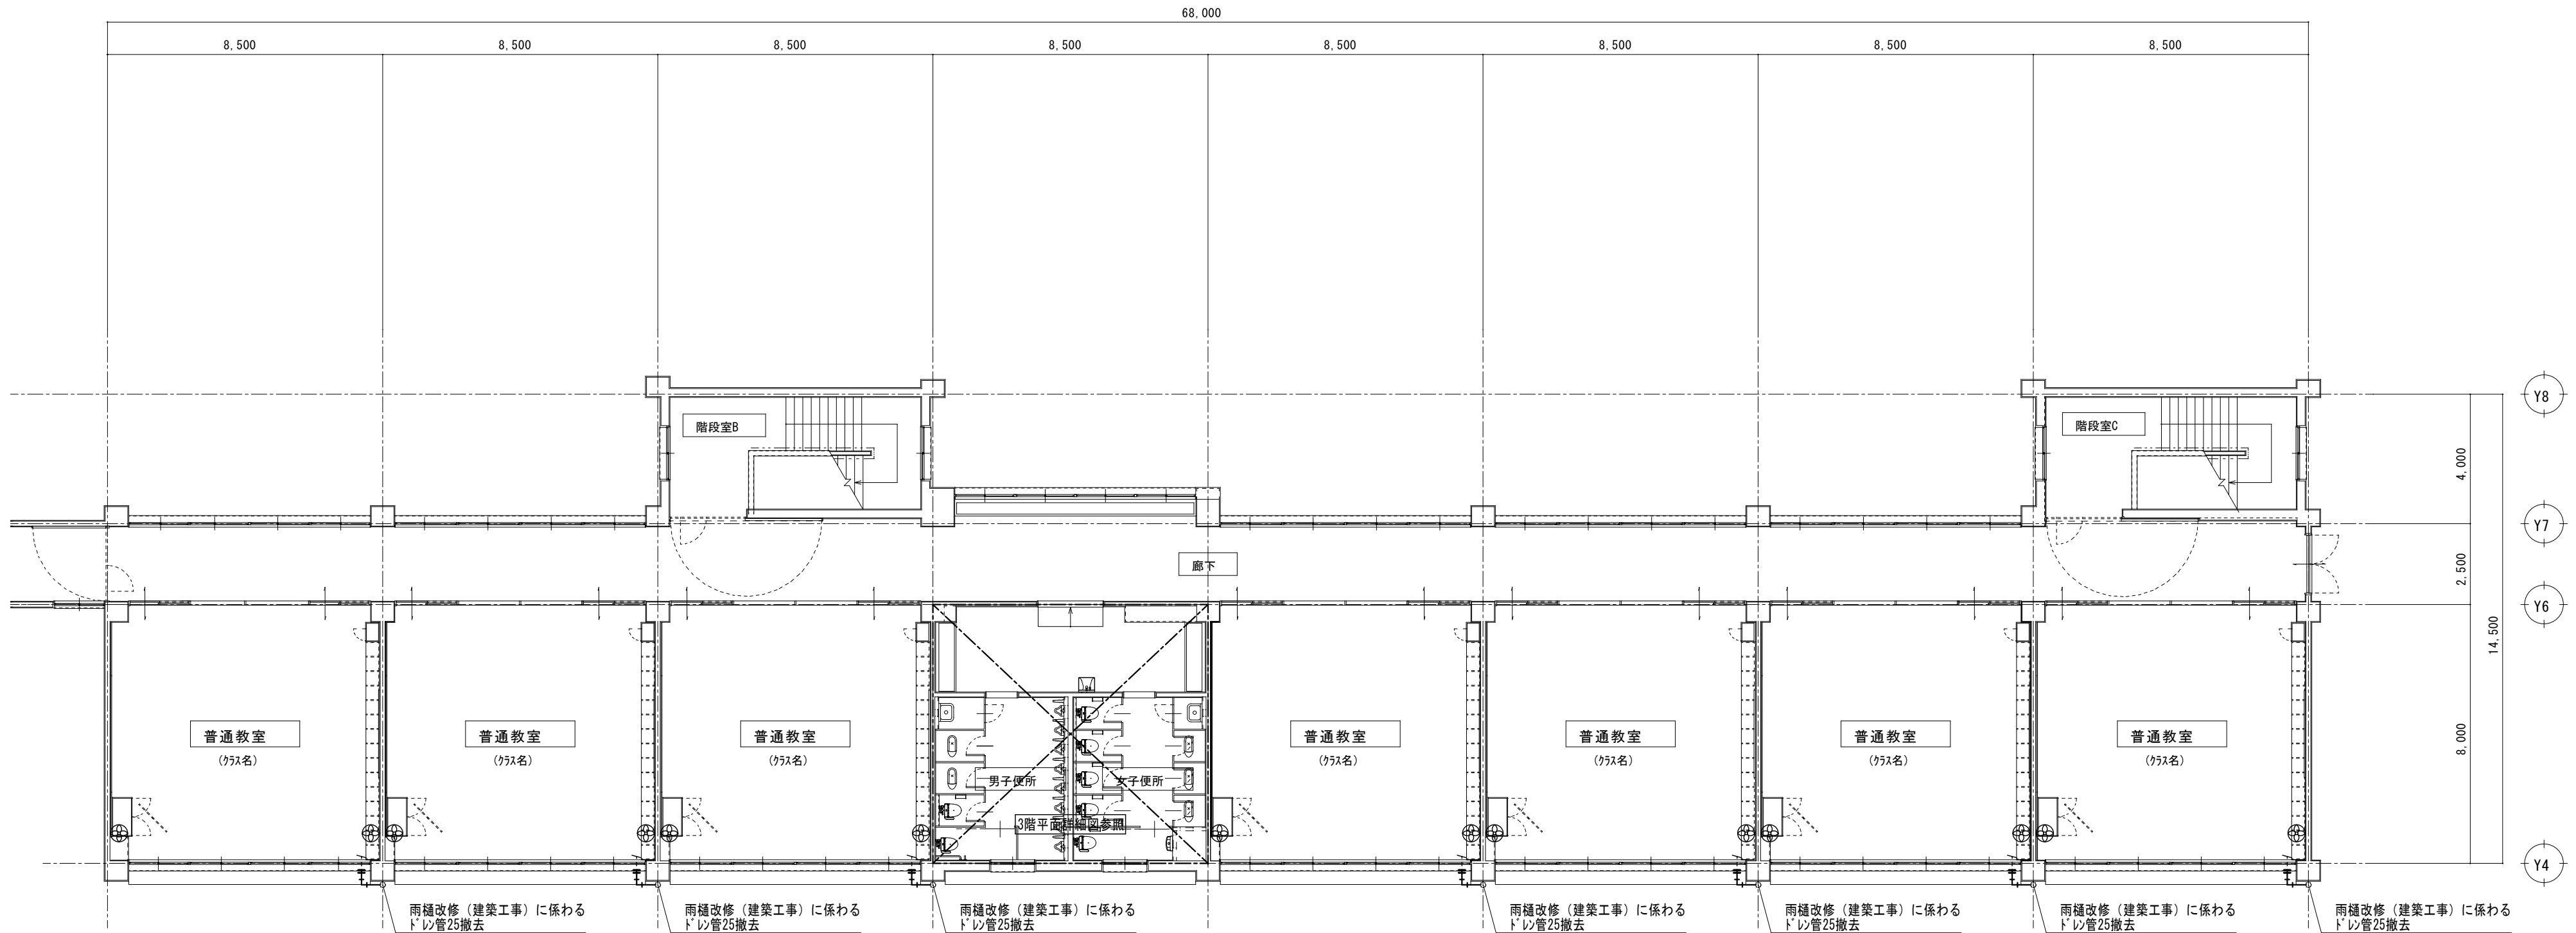 68,000
8,500
8,500
8,500
8,500
8,500
8,500
8,500
8,500
Y8
階段室B
階段室C
4,000
Y7
廊下
2,500
Y6
14,500
普通教室
(クラス名)
普通教室
(クラス名)
普通教室
(クラス名)
男子便所
女子便所
3階平面詳細図参照
普通教室
(クラス名)
普通教室
(クラス名)
普通教室
(クラス名)
普通教室
(クラス名)
8,000
Y4
雨樋改修（建築工事）に係わる
ドレン管25撤去
雨樋改修（建築工事）に係わる
ドレン管25撤去
雨樋改修（建築工事）に係わる
ドレン管25撤去
雨樋改修（建築工事）に係わる
ドレン管25撤去
雨樋改修（建築工事）に係わる
ドレン管25撤去
雨樋改修（建築工事）に係わる
ドレン管25撤去
雨樋改修（建築工事）に係わる
ドレン管25撤去